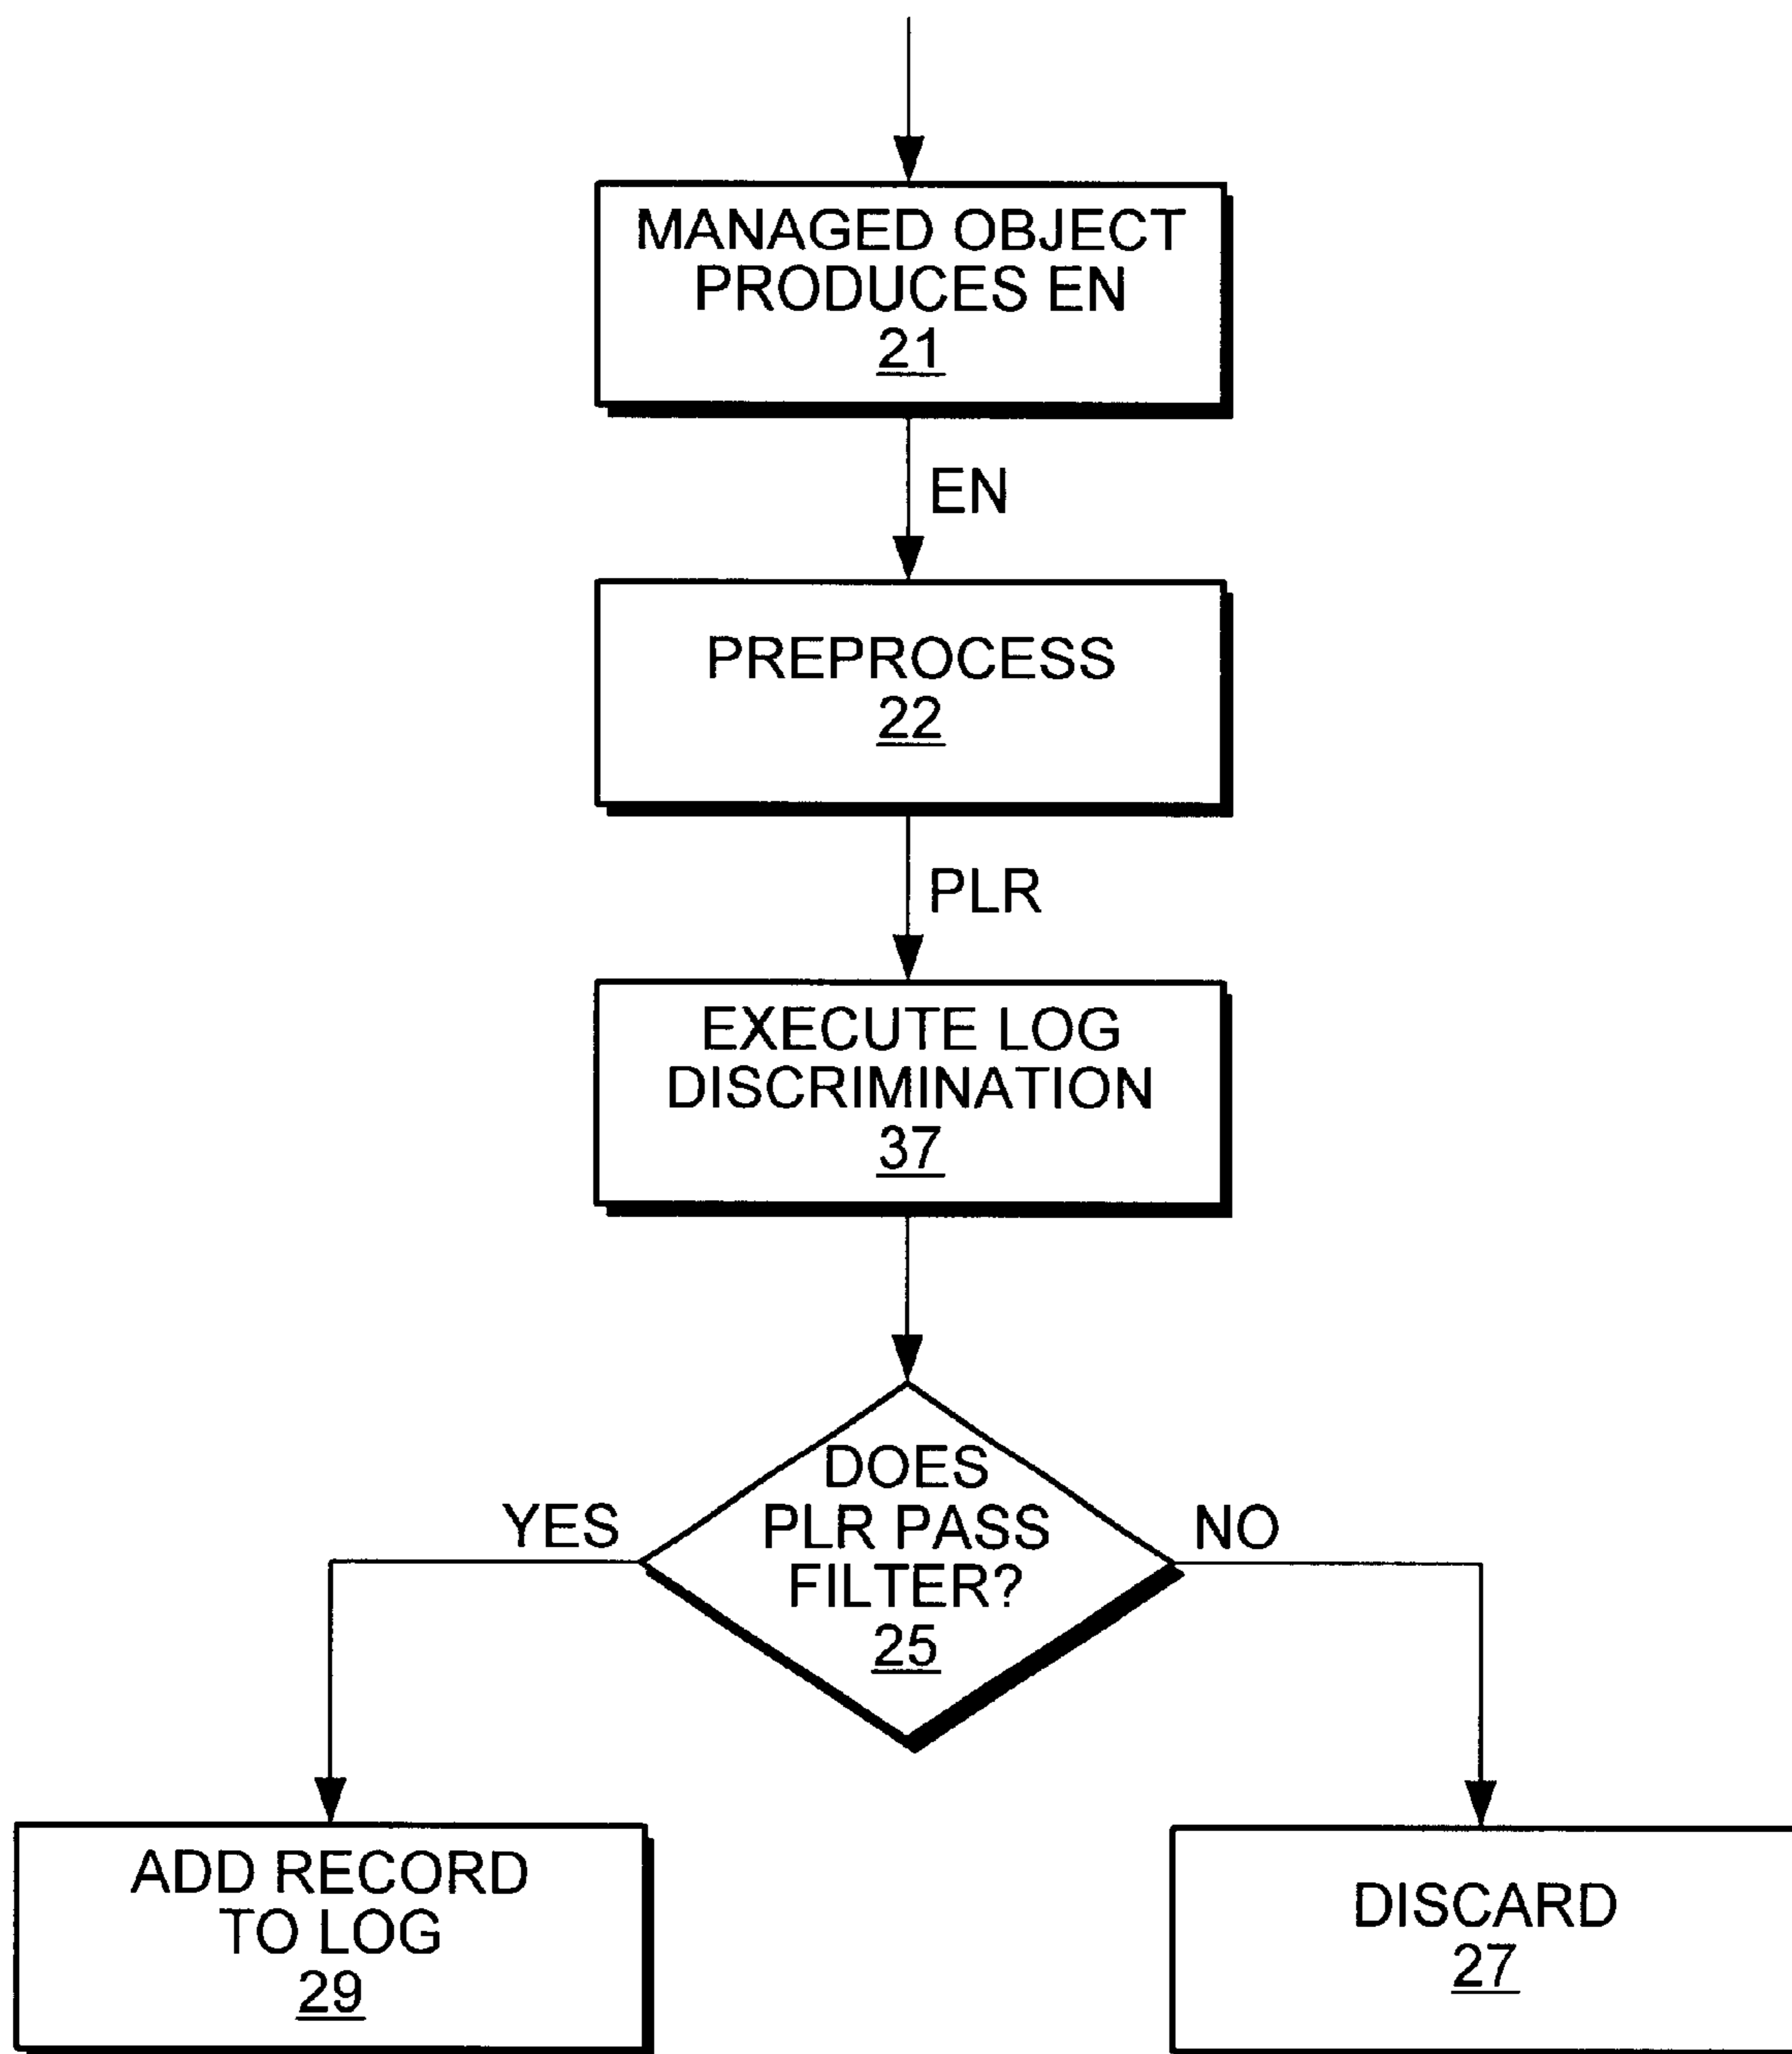 MANAGED OBJECT
PRODUCES EN
21
EN
PREPROCESS
22
PLR
EXECUTE LOG
DISCRIMINATION
37
DOES
PLR PASS
FILTER?
25
YES
NO
ADD RECORD
TO LOG
29
DISCARD
27